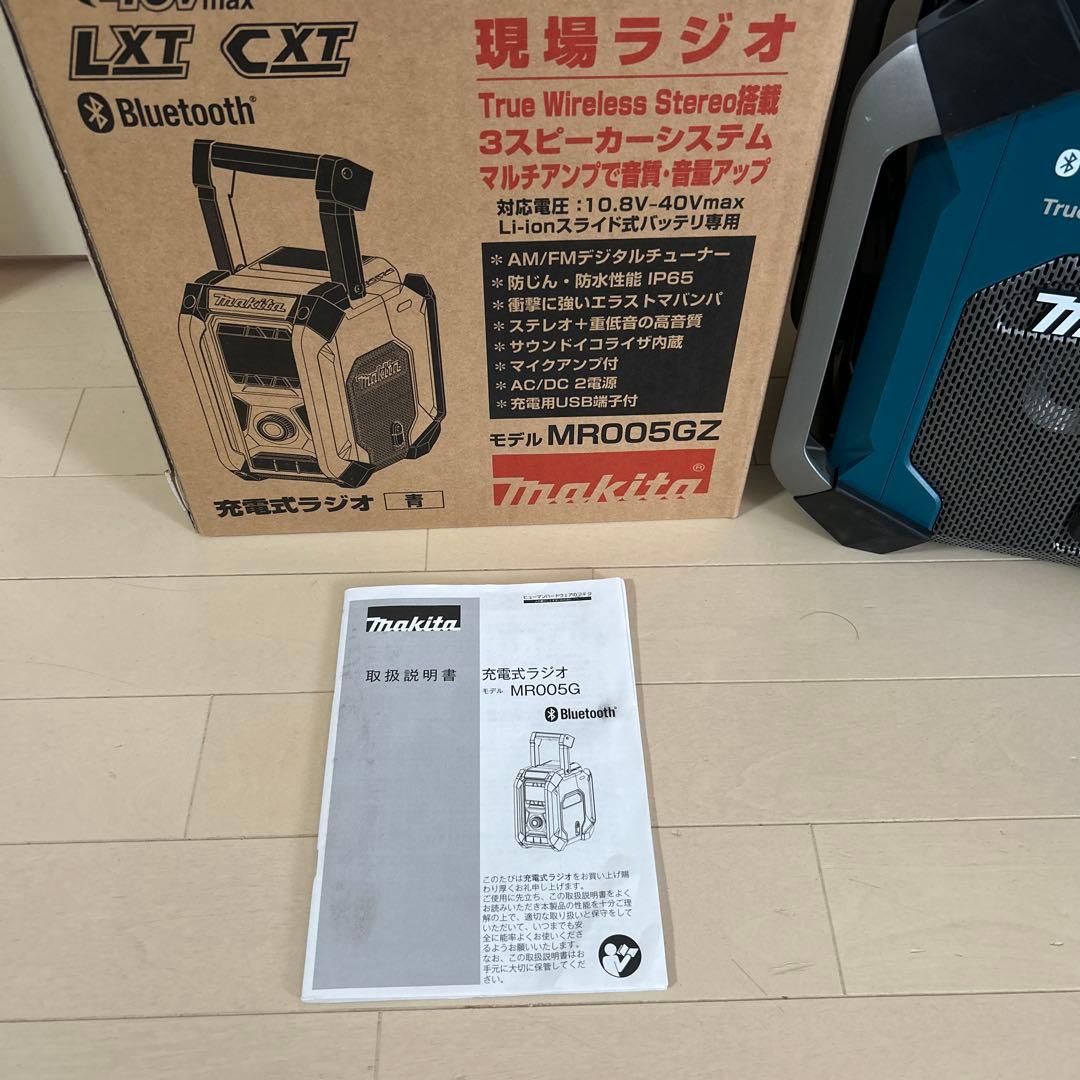 40Vmax
LXT CXT
Bluetooth®
現場ラジオ
True Wireless Stereo搭載
3スピーカーシステム
マルチアンプで音質・音量アップ
対応電圧:10.8V-40Vmax
Li-ionスライド式バッテリ専用
＊AM/FMデジタルチューナー
＊防じん・防水性能 IP65
＊衝撃に強いエラストマバンパ
＊ステレオ+重低音の高音質
＊サウンドイコライザ内蔵
＊マイクアンプ付
＊AC/DC 2電源
＊充電用USB端子付
モデル MR005GZ
makita®
makita
makita
充電式ラジオ 青
True
m
makita
取扱説明書
充電式ラジオ
モデル MR005G
Bluetooth®
このたびは充電式ラジオをお買い上げ賜
わり厚くお礼申し上げます。
ご使用に先立ち、この取扱説明書をよく
お読みいただき本製品の性能を十分ご理
解の上で、適切な取り扱いと保守をして
いただいて、いつまでも安
全に能率よくお使いくださ
るようお願いいたします。
なお、この取扱説明書はお
手元に大切に保管してくだ
さい。